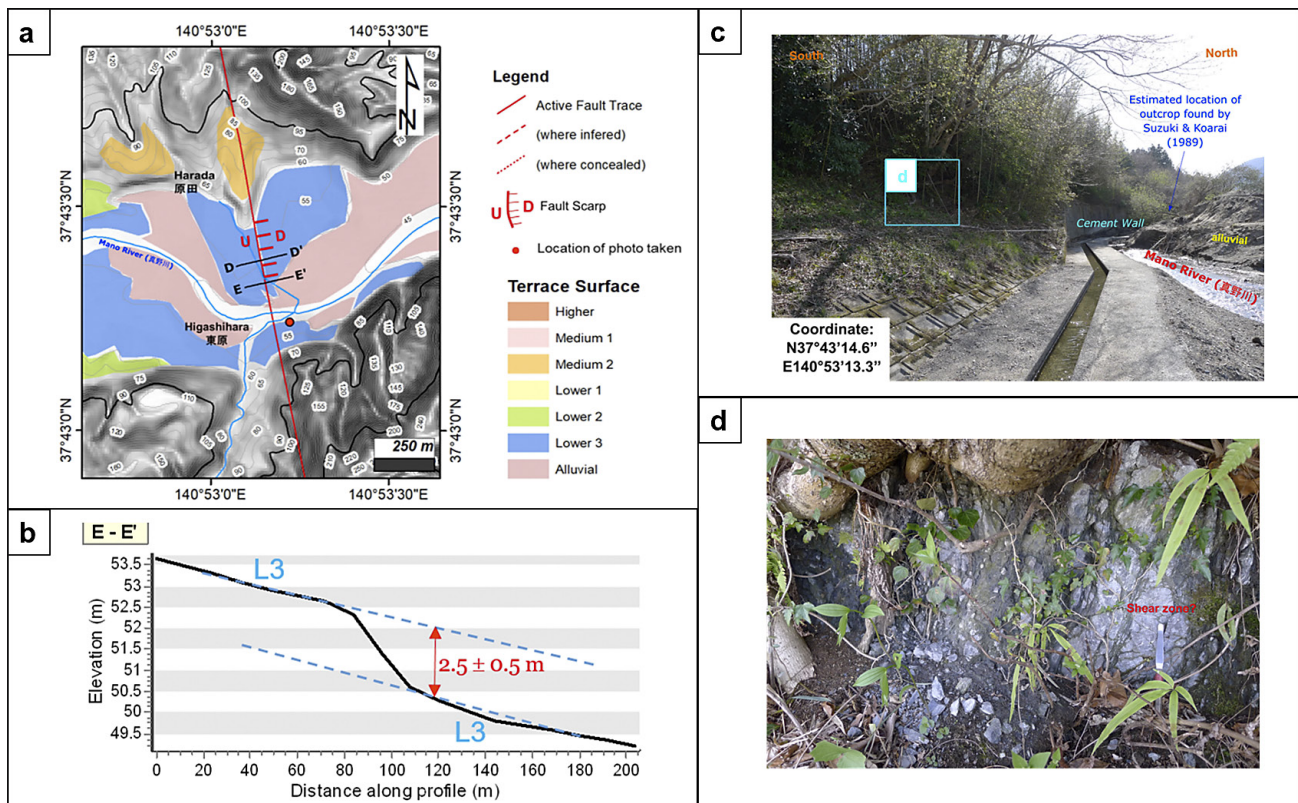 a
140°53'0"E
140°53'30"E
N
37°43'30"N
37°43'30"N
37°43'0"N
37°43'0"N
Harada
原田
U
D
D
D'
E
E'
Mano River (真野川)
Higashihara
東原
250 m
140°53'0"E
140°53'30"E
Legend
Active Fault Trace
(where infered)
(where concealed)
U
D
Fault Scarp
Location of photo taken
Terrace Surface
Higher
Medium 1
Medium 2
Lower 1
Lower 2
Lower 3
Alluvial
b
E - E'
Elevation (m)
53.5
53
52.5
52
51.5
51
50.5
50
49.5
L3
2.5 ± 0.5 m
L3
0
20
40
60
80
100
120
140
160
180
200
Distance along profile (m)
c
South
North
Estimated location of
outcrop found by
Suzuki & Koarai
(1989)
d
Cement Wall
alluvial
Mano River (真野川)
Coordinate:
N37°43'14.6”
E140°53'13.3”
d
Shear zone?